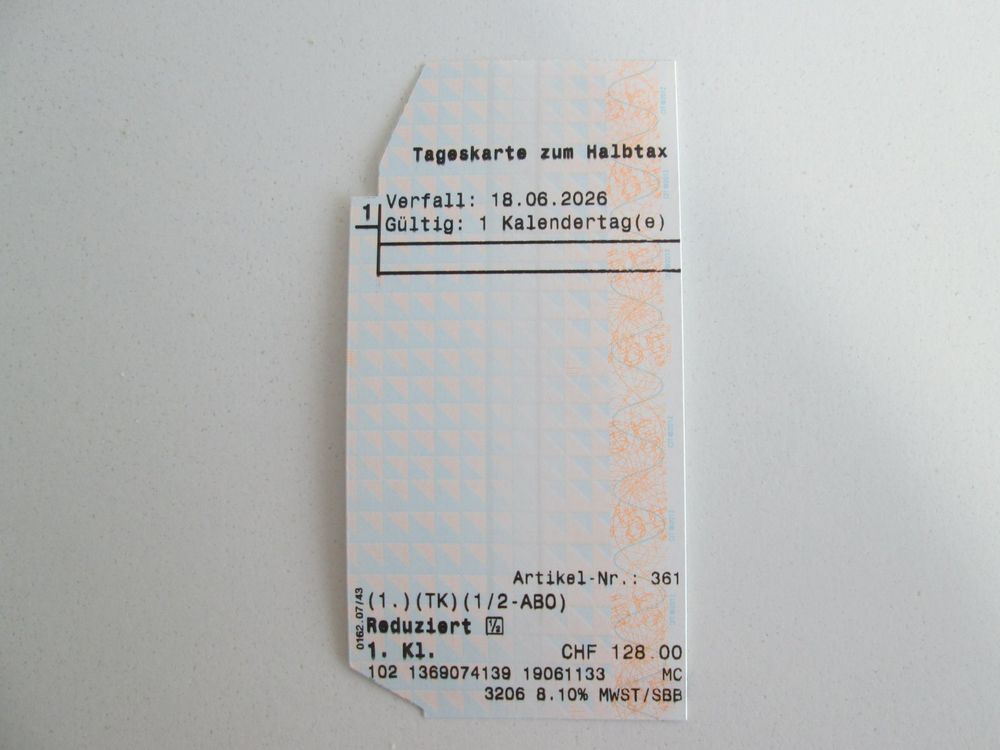 Tageskarte zum Halbtax
Verfall: 18.06.2026
1
Gültig: 1 Kalendertag(e)
Artikel-Nr.: 361
(1.)(TK)(1/2-ABO)
Reduziert ½
1. Kl.
CHF 128.00
102 1369074139 19061133 MC
3206 8.10% MWST/SBB
0162.07/43